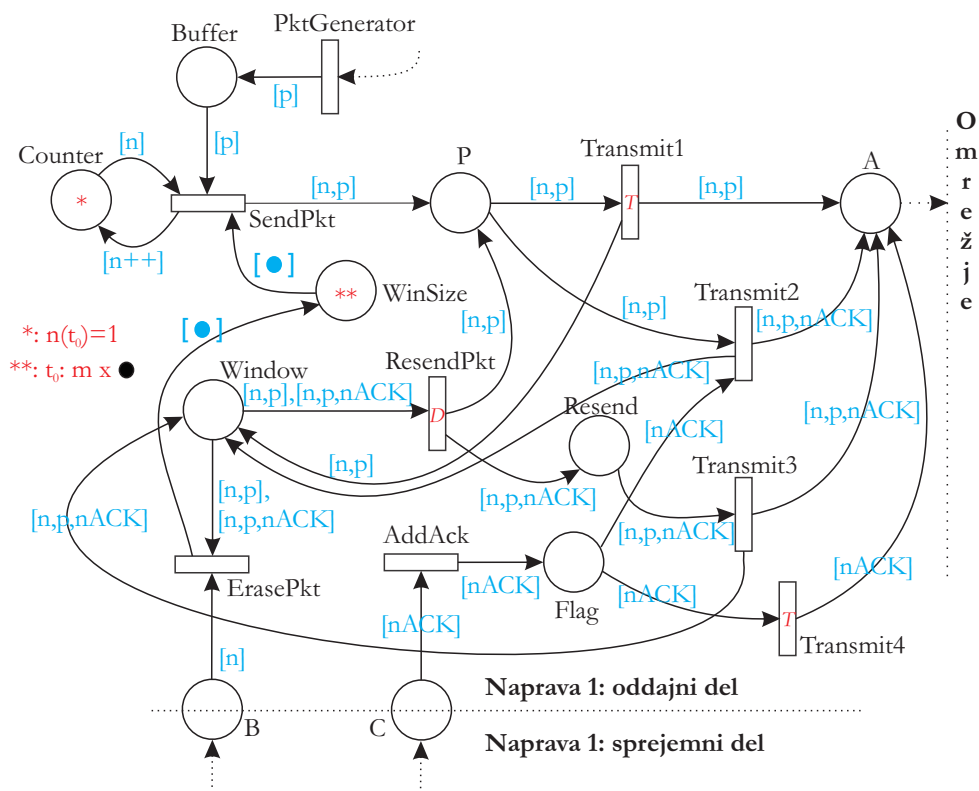 PktGenerator
Buffer
[p]
[n]
[p]
Counter
*
[n++]
SendPkt
[n,p]
P
[n,p]
Transmit1
T
[n,p]
A
O
m
r
e
ž
j
e
[●]
**
WinSize
[●]
*: n(t₀)=1
**: t₀: m x ●
[n,p]
[n,p]
Transmit2
[n,p,nACK]
[n,p,nACK]
Window
[n,p],[n,p,nACK]
ResendPkt
D
Resend
[nACK]
[n,p,nACK]
[n,p]
[n,p],
[n,p,nACK]
[n,p,nACK]
Transmit3
[n,p,nACK]
[n,p,nACK]
ErasePkt
AddAck
[nACK]
Flag
[nACK]
[nACK]
T
Transmit4
[nACK]
[n]
B
C
Naprava 1: oddajni del
Naprava 1: sprejemni del